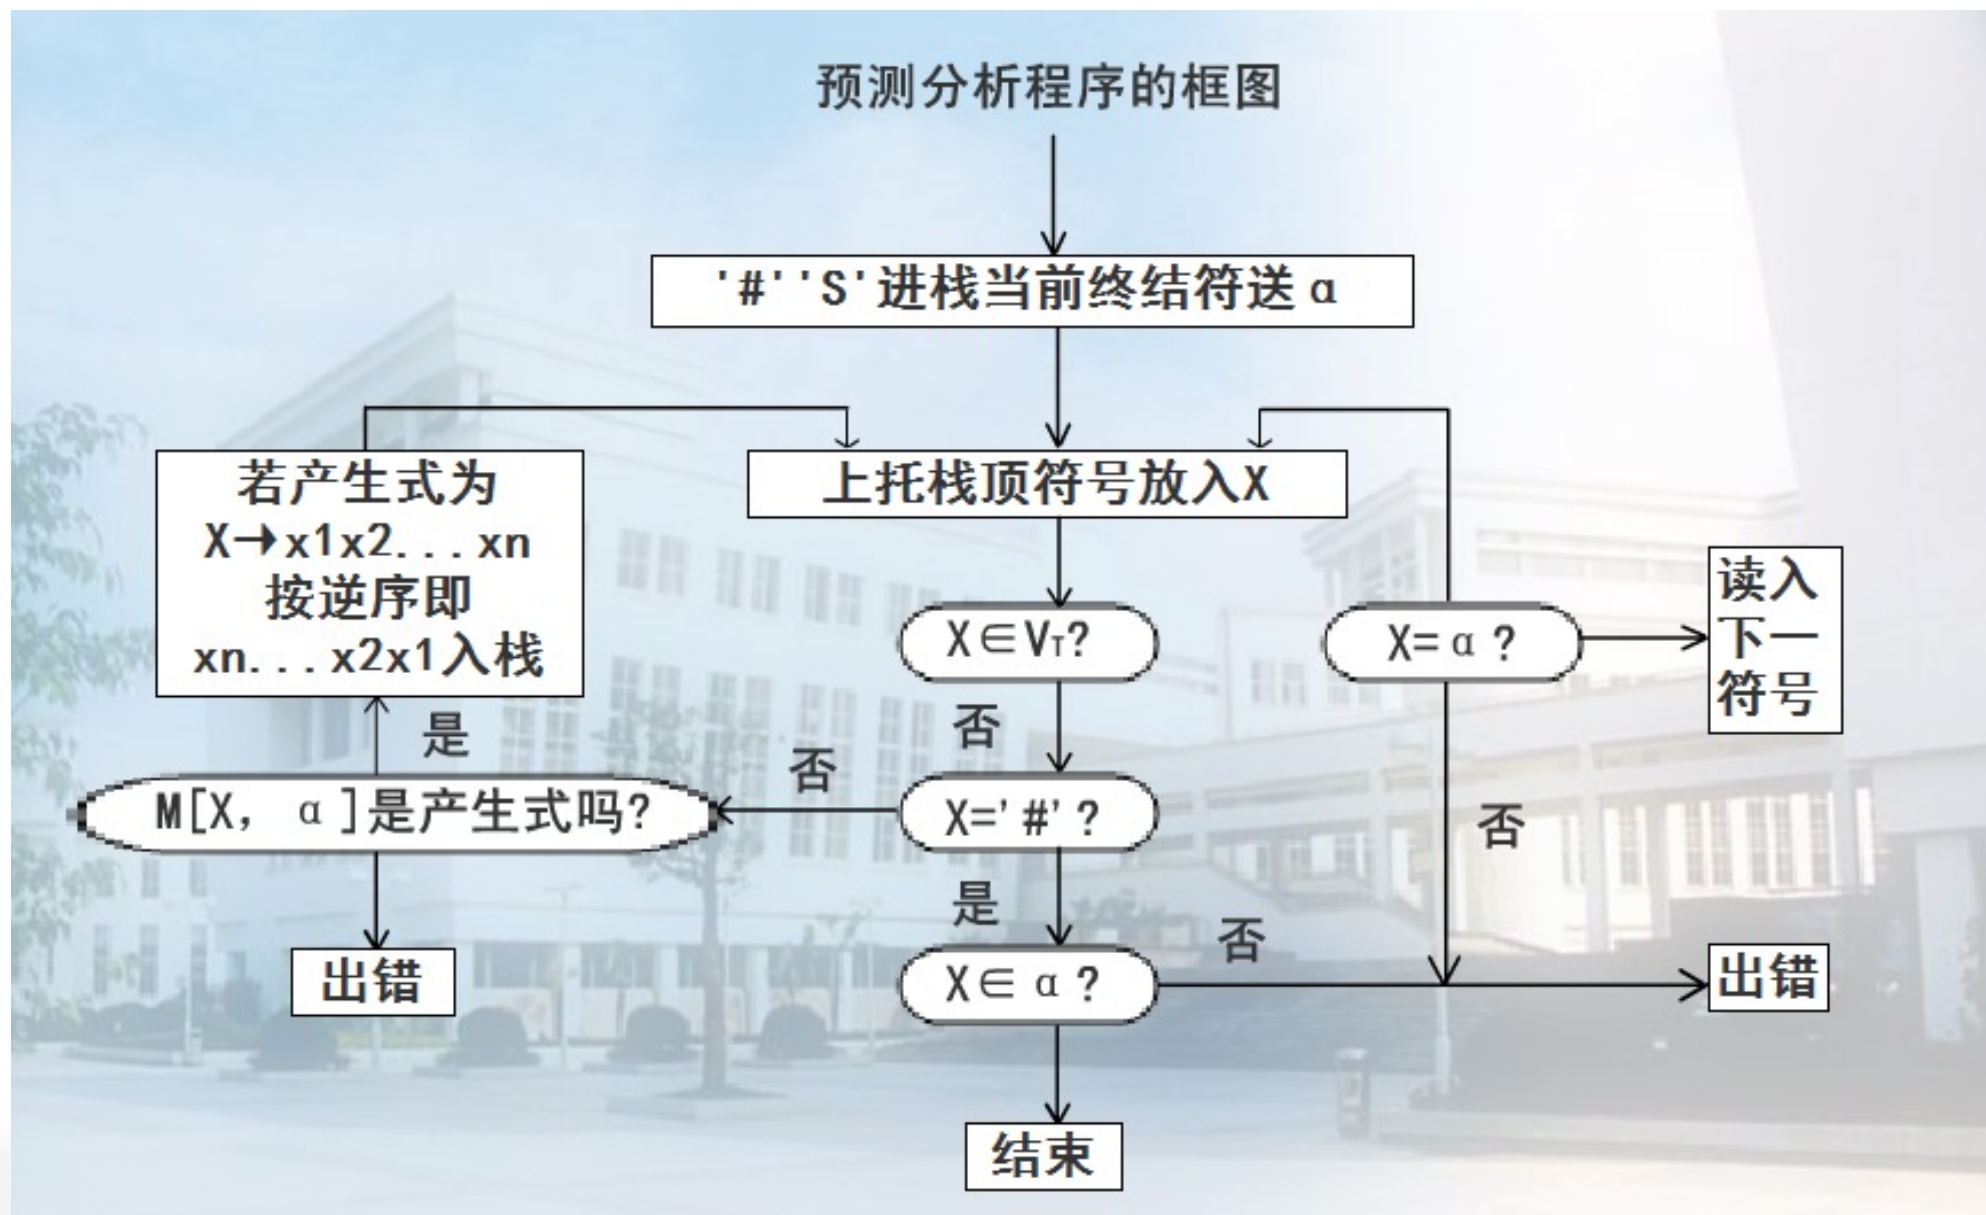 预测分析程序的框图
'#''S'进栈当前终结符送α
上托栈顶符号放入X
若产生式为
X→x1x2...xn
按逆序即
xn...x2x1入栈
X∈VT?
X=α?
读入
下一
符号
是
否
否
M[X, α]是产生式吗?
X='#'?
否
是
否
出错
X∈α?
出错
结束